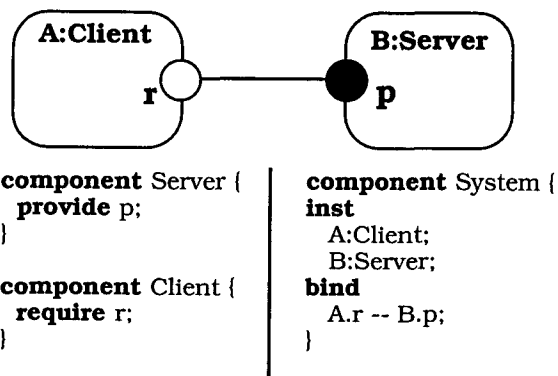 A:Client
B:Server
r
p
component Server {
provide p;
}
component Client {
require r;
}
component System {
inst
A:Client;
B:Server;
bind
A.r -- B.p;
}